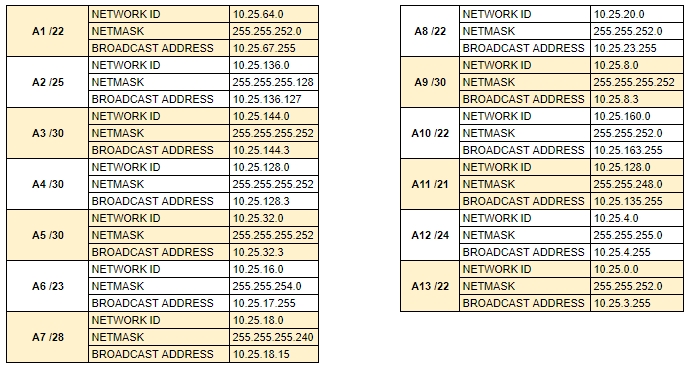 A1 /22
NETWORK ID 10.25.64.0
NETMASK 255.255.252.0
BROADCAST ADDRESS 10.25.67.255
A2 /25
NETWORK ID 10.25.136.0
NETMASK 255.255.255.128
BROADCAST ADDRESS 10.25.136.127
A3 /30
NETWORK ID 10.25.144.0
NETMASK 255.255.255.252
BROADCAST ADDRESS 10.25.144.3
A4 /30
NETWORK ID 10.25.128.0
NETMASK 255.255.255.252
BROADCAST ADDRESS 10.25.128.3
A5 /30
NETWORK ID 10.25.32.0
NETMASK 255.255.255.252
BROADCAST ADDRESS 10.25.32.3
A6 /23
NETWORK ID 10.25.16.0
NETMASK 255.255.254.0
BROADCAST ADDRESS 10.25.17.255
A7 /28
NETWORK ID 10.25.18.0
NETMASK 255.255.255.240
BROADCAST ADDRESS 10.25.18.15
A8 /22
NETWORK ID 10.25.20.0
NETMASK 255.255.252.0
BROADCAST ADDRESS 10.25.23.255
A9 /30
NETWORK ID 10.25.8.0
NETMASK 255.255.255.252
BROADCAST ADDRESS 10.25.8.3
A10 /22
NETWORK ID 10.25.160.0
NETMASK 255.255.252.0
BROADCAST ADDRESS 10.25.163.255
A11 /21
NETWORK ID 10.25.128.0
NETMASK 255.255.248.0
BROADCAST ADDRESS 10.25.135.255
A12 /24
NETWORK ID 10.25.4.0
NETMASK 255.255.255.0
BROADCAST ADDRESS 10.25.4.255
A13 /22
NETWORK ID 10.25.0.0
NETMASK 255.255.252.0
BROADCAST ADDRESS 10.25.3.255